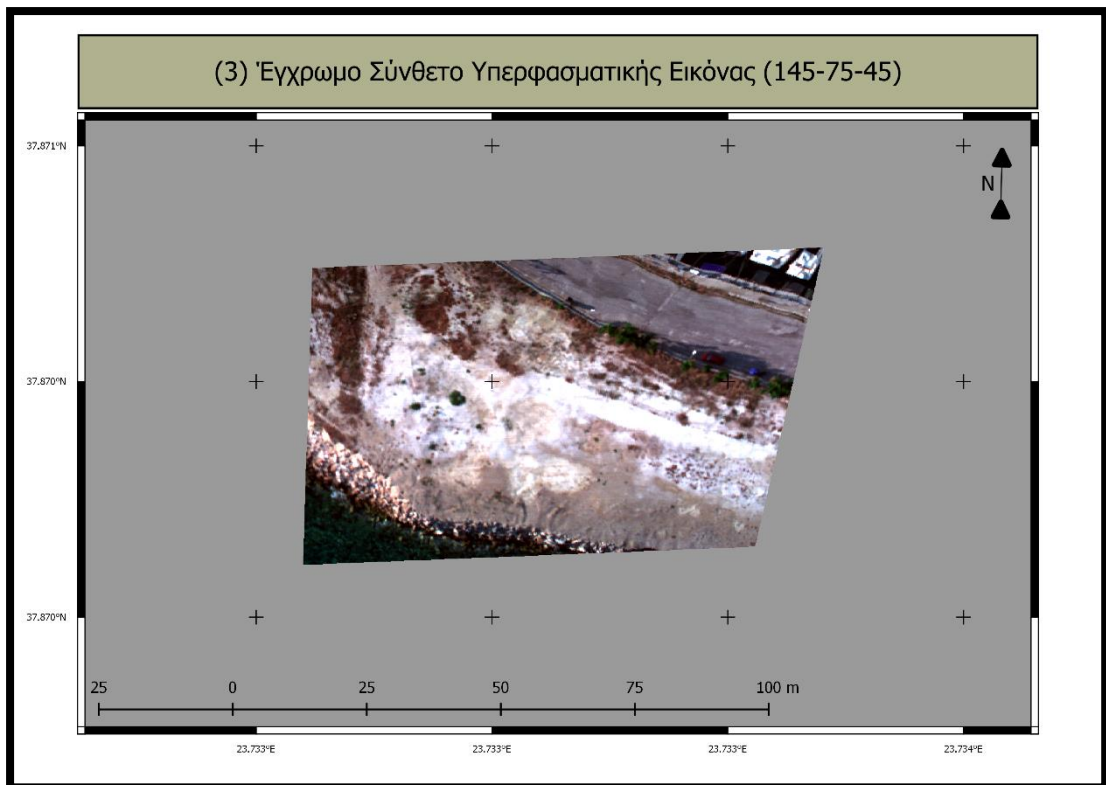 (3) Έγχρωμο Σύνθετο Υπερφασματικής Εικόνας (145-75-45)
37.871°N
N
37.870°N
37.870°N
25 0 25 50 75 100 m
23.733°E 23.733°E 23.733°E 23.734°E